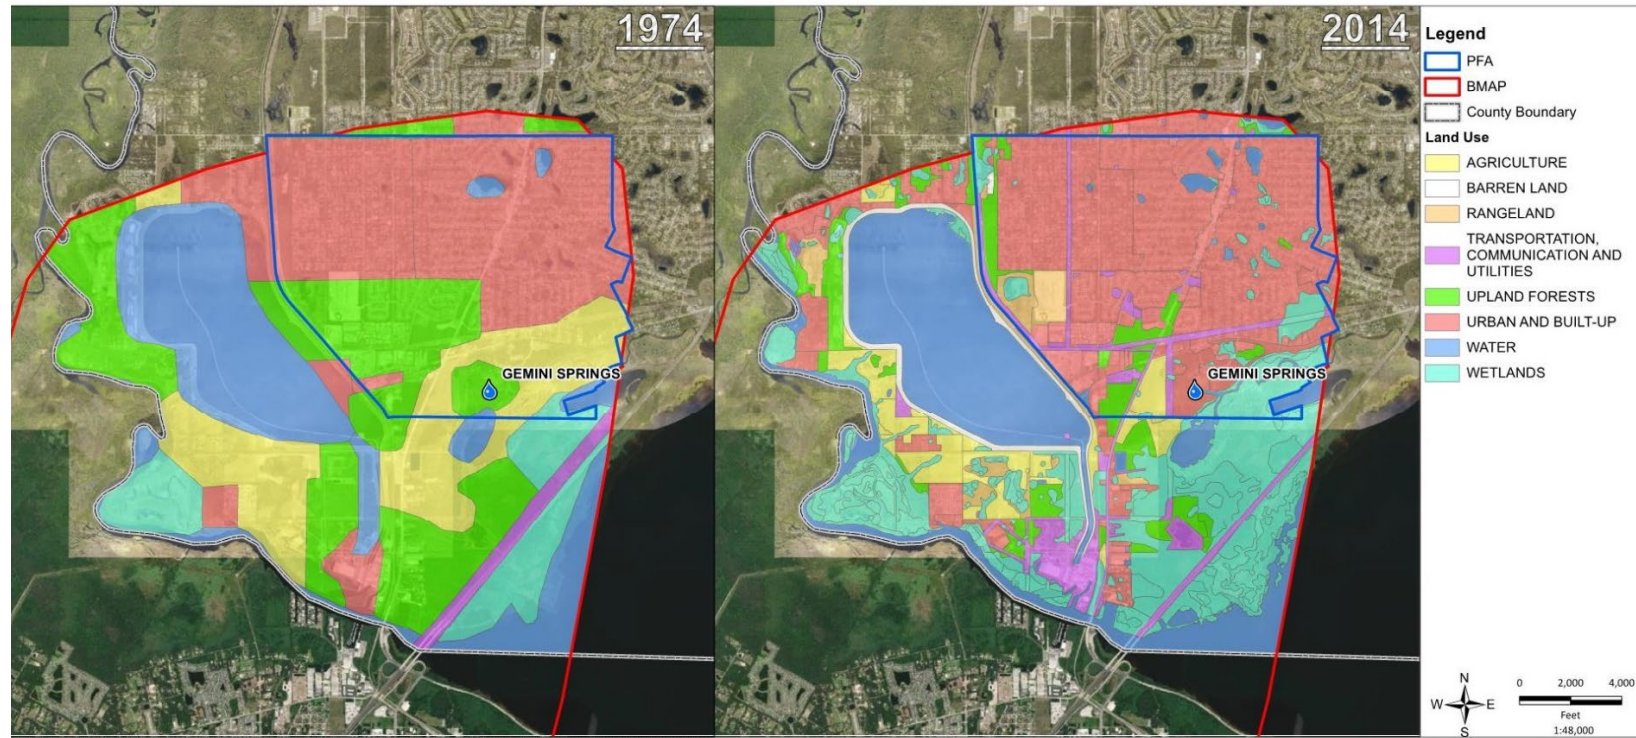 1974
2014
GEMINI SPRINGS
GEMINI SPRINGS
Legend
PFA
BMAP
County Boundary
Land Use
AGRICULTURE
BARREN LAND
RANGELAND
TRANSPORTATION,
COMMUNICATION AND
UTILITIES
UPLAND FORESTS
URBAN AND BUILT-UP
WATER
WETLANDS
N
W E
S
0 2,000 4,000
Feet
1:48,000